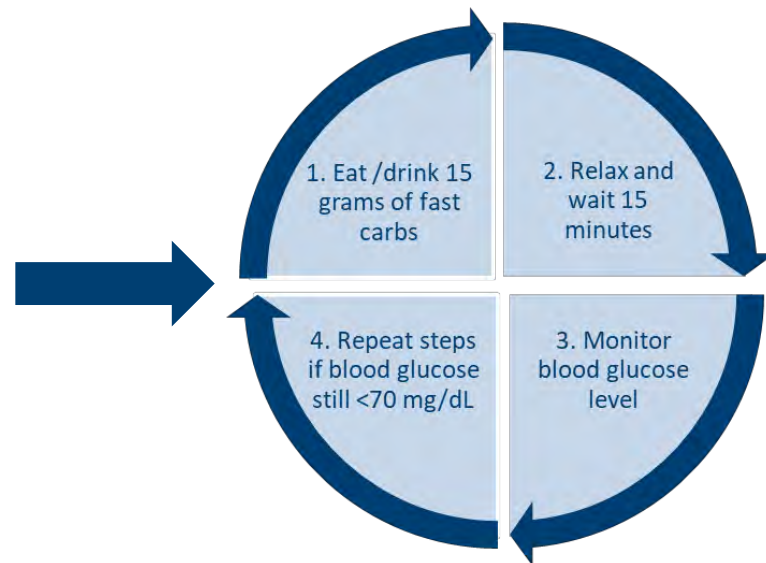 1. Eat /drink 15
grams of fast
carbs
2. Relax and
wait 15
minutes
3. Monitor
blood glucose
level
4. Repeat steps
if blood glucose
still <70 mg/dL